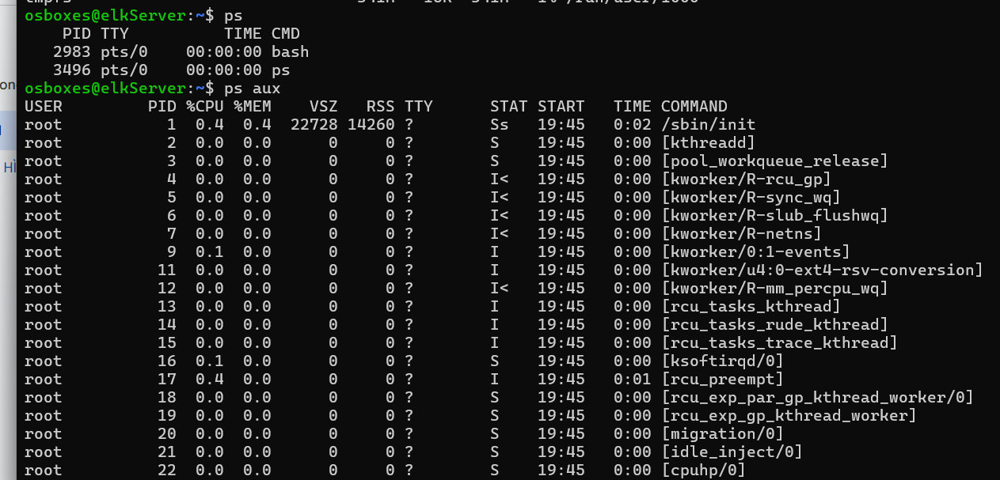 osboxes@elkServer:~$ ps
    PID TTY          TIME CMD
   2983 pts/0    00:00:00 bash
   3496 pts/0    00:00:00 ps
osboxes@elkServer:~$ ps aux
USER         PID %CPU %MEM    VSZ   RSS TTY      STAT START   TIME COMMAND
root           1  0.4  0.4  22728 14260 ?        Ss   19:45   0:02 /sbin/init
root           2  0.0  0.0      0     0 ?        S    19:45   0:00 [kthreadd]
root           3  0.0  0.0      0     0 ?        S    19:45   0:00 [pool_workqueue_release]
root           4  0.0  0.0      0     0 ?        I<   19:45   0:00 [kworker/R-rcu_gp]
root           5  0.0  0.0      0     0 ?        I<   19:45   0:00 [kworker/R-sync_wq]
root           6  0.0  0.0      0     0 ?        I<   19:45   0:00 [kworker/R-slub_flushwq]
root           7  0.0  0.0      0     0 ?        I<   19:45   0:00 [kworker/R-netns]
root           9  0.1  0.0      0     0 ?        I    19:45   0:00 [kworker/0:1-events]
root          11  0.0  0.0      0     0 ?        I    19:45   0:00 [kworker/u4:0-ext4-rsv-conversion]
root          12  0.0  0.0      0     0 ?        I<   19:45   0:00 [kworker/R-mm_percpu_wq]
root          13  0.0  0.0      0     0 ?        I    19:45   0:00 [rcu_tasks_kthread]
root          14  0.0  0.0      0     0 ?        I    19:45   0:00 [rcu_tasks_rude_kthread]
root          15  0.0  0.0      0     0 ?        I    19:45   0:00 [rcu_tasks_trace_kthread]
root          16  0.1  0.0      0     0 ?        S    19:45   0:00 [ksoftirqd/0]
root          17  0.4  0.0      0     0 ?        I    19:45   0:01 [rcu_preempt]
root          18  0.0  0.0      0     0 ?        S    19:45   0:00 [rcu_exp_par_gp_kthread_worker/0]
root          19  0.0  0.0      0     0 ?        S    19:45   0:00 [rcu_exp_gp_kthread_worker]
root          20  0.0  0.0      0     0 ?        S    19:45   0:00 [migration/0]
root          21  0.0  0.0      0     0 ?        S    19:45   0:00 [idle_inject/0]
root          22  0.0  0.0      0     0 ?        S    19:45   0:00 [cpuhp/0]